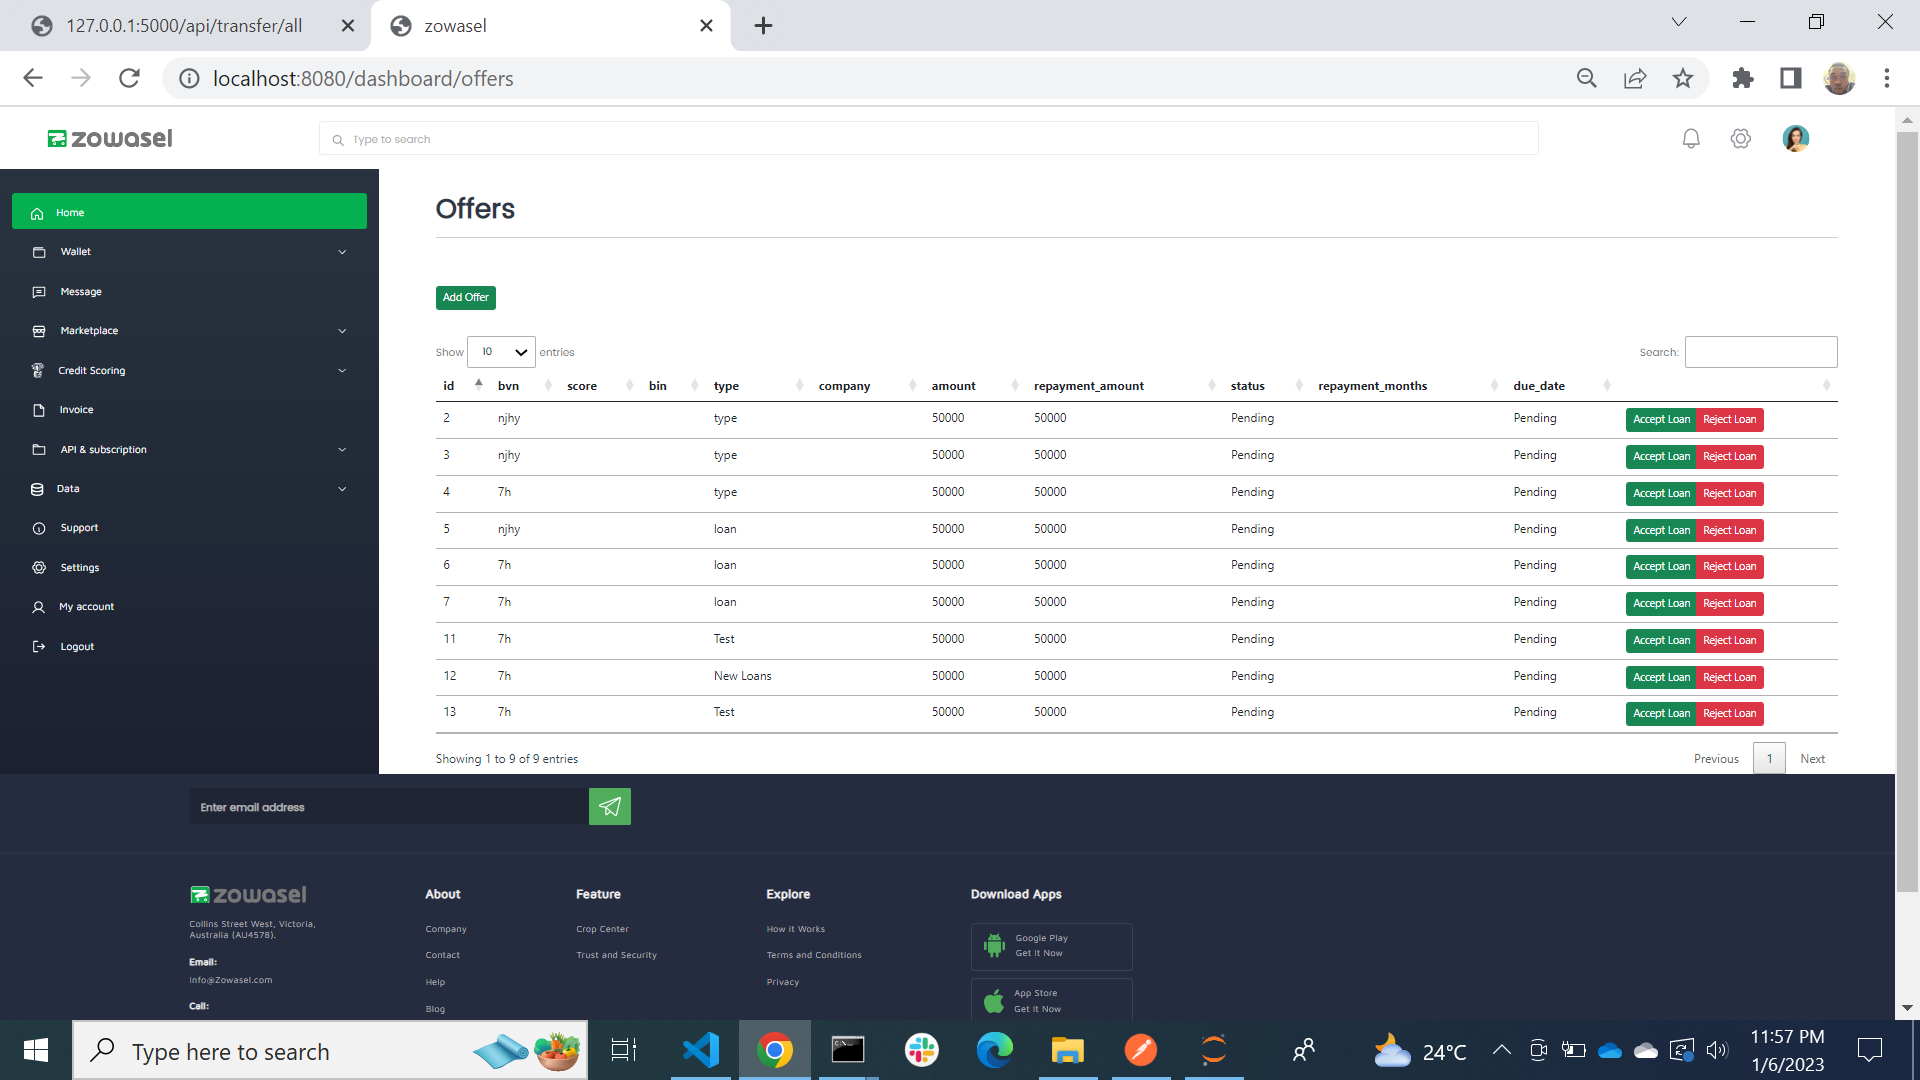 127.0.0.1:5000/api/transfer/all
zowasel
localhost:8080/dashboard/offers
zowasel
Type to search
Home
Wallet
Message
Marketplace
Credit Scoring
Invoice
API & subscription
Data
Support
Settings
My account
Logout
Offers
Add Offer
Show 10 entries
Search:
id bvn score bin type company amount repayment_amount status repayment_months due_date
2 njhy type 50000 50000 Pending Pending Accept Loan Reject Loan
3 njhy type 50000 50000 Pending Pending Accept Loan Reject Loan
4 7h type 50000 50000 Pending Pending Accept Loan Reject Loan
5 njhy loan 50000 50000 Pending Pending Accept Loan Reject Loan
6 7h loan 50000 50000 Pending Pending Accept Loan Reject Loan
7 7h loan 50000 50000 Pending Pending Accept Loan Reject Loan
11 7h Test 50000 50000 Pending Pending Accept Loan Reject Loan
12 7h New Loans 50000 50000 Pending Pending Accept Loan Reject Loan
13 7h Test 50000 50000 Pending Pending Accept Loan Reject Loan
Showing 1 to 9 of 9 entries
Previous 1 Next
Enter email address
zowasel
Collins Street West, Victoria,
Australia (AU4578).
Email:
Info@Zowasel.com
Call:
About
Company
Contact
Help
Blog
Feature
Crop Center
Trust and Security
Explore
How it Works
Terms and Conditions
Privacy
Download Apps
Google Play
Get It Now
App Store
Get It Now
Type here to search
24°C
11:57 PM
1/6/2023